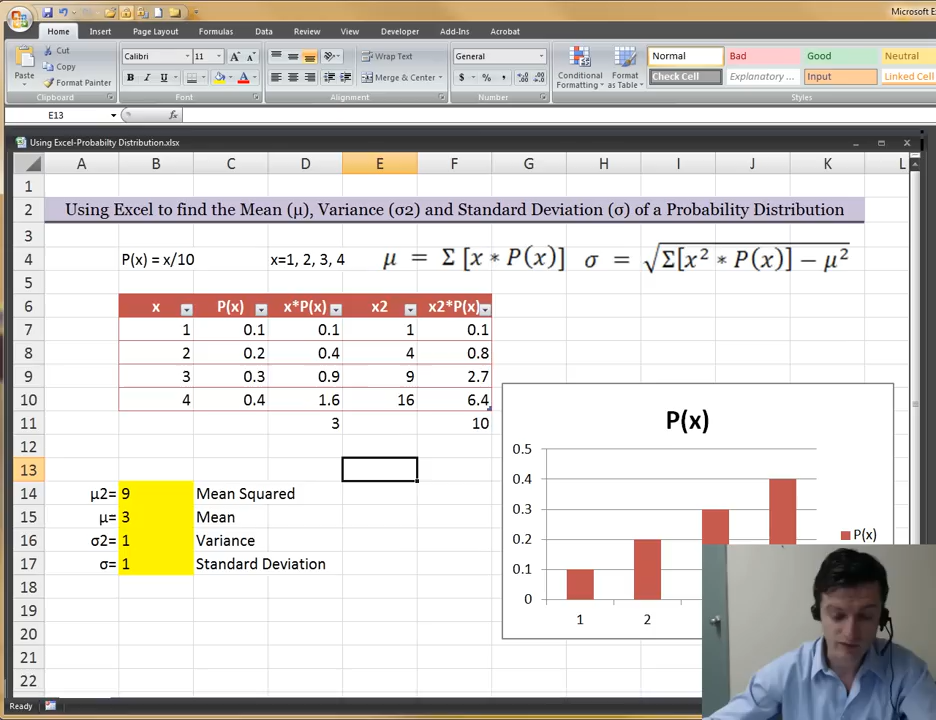 Microsoft E
Home Insert Page Layout Formulas Data Review View Developer Add-Ins Acrobat
Cut
Copy
Format Painter
Paste
Clipboard
Calibri 11
B I U
Font
Wrap Text
Merge & Center
Alignment
General
$ % ,
Number
Conditional Formatting
Format as Table
Normal Bad Good Neutral
Check Cell Explanatory ... Input Linked Cel
Styles
E13 fx
Using Excel-Probabilty Distribution.xlsx
A B C D E F G H I J K L
1
2 Using Excel to find the Mean (μ), Variance (σ2) and Standard Deviation (σ) of a Probability Distribution
3
4 P(x) = x/10 x=1, 2, 3, 4 μ = Σ [x * P(x)] σ = √Σ[x² * P(x)] − μ²
5
6 x P(x) x*P(x) x2 x2*P(x)
7 1 0.1 0.1 1 0.1
8 2 0.2 0.4 4 0.8
9 3 0.3 0.9 9 2.7
10 4 0.4 1.6 16 6.4
11 3 10
12
13
14 μ2= 9 Mean Squared
15 μ= 3 Mean
16 σ2= 1 Variance
17 σ= 1 Standard Deviation
18
19
20
21
22
P(x)
0.5
0.4
0.3
0.2
0.1
0
1 2
P(x)
Ready